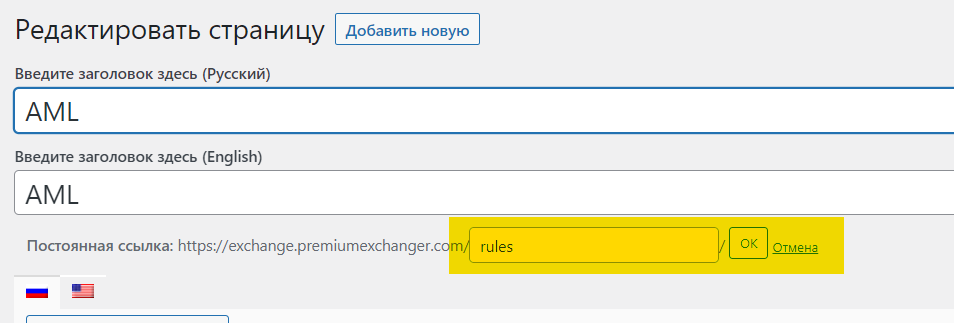 Редактировать страницу Добавить новую
Введите заголовок здесь (Русский)
AML
Введите заголовок здесь (English)
AML
Постоянная ссылка: https://exchange.premiumexchanger.com/ rules / ОК Отмена